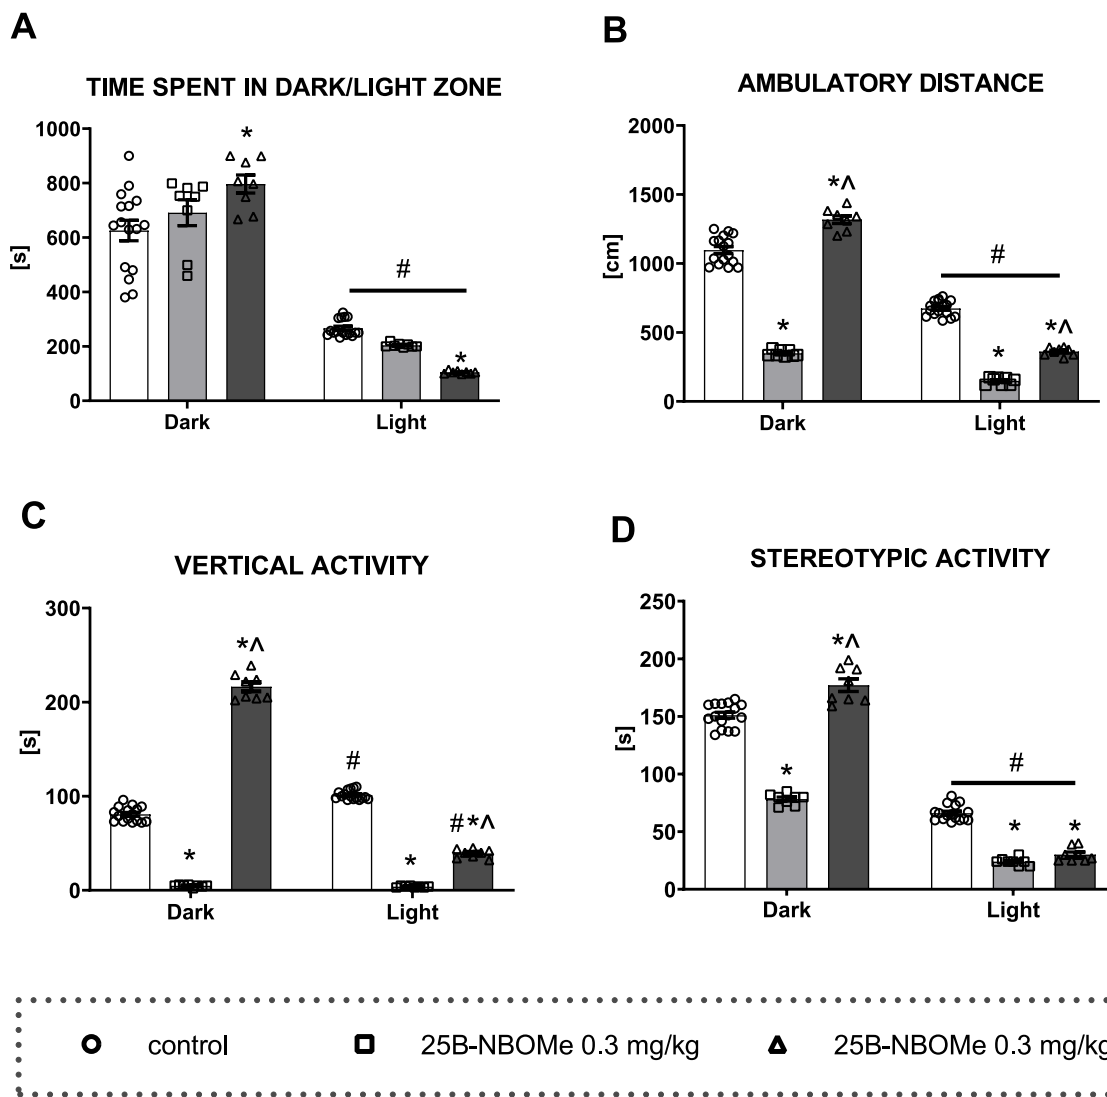 A
TIME SPENT IN DARK/LIGHT ZONE
1000
800
600
400
200
0
[s]
*
#
*
Dark
Light
B
AMBULATORY DISTANCE
2000
1500
1000
500
0
[cm]
*^
*
#
*
*^
Dark
Light
C
VERTICAL ACTIVITY
300
200
100
0
[s]
*^
*
#
*
#*^
Dark
Light
D
STEREOTYPIC ACTIVITY
250
200
150
100
50
0
[s]
*^
*
#
*
*
Dark
Light
control
25B-NBOMe 0.3 mg/kg
25B-NBOMe 0.3 mg/kg